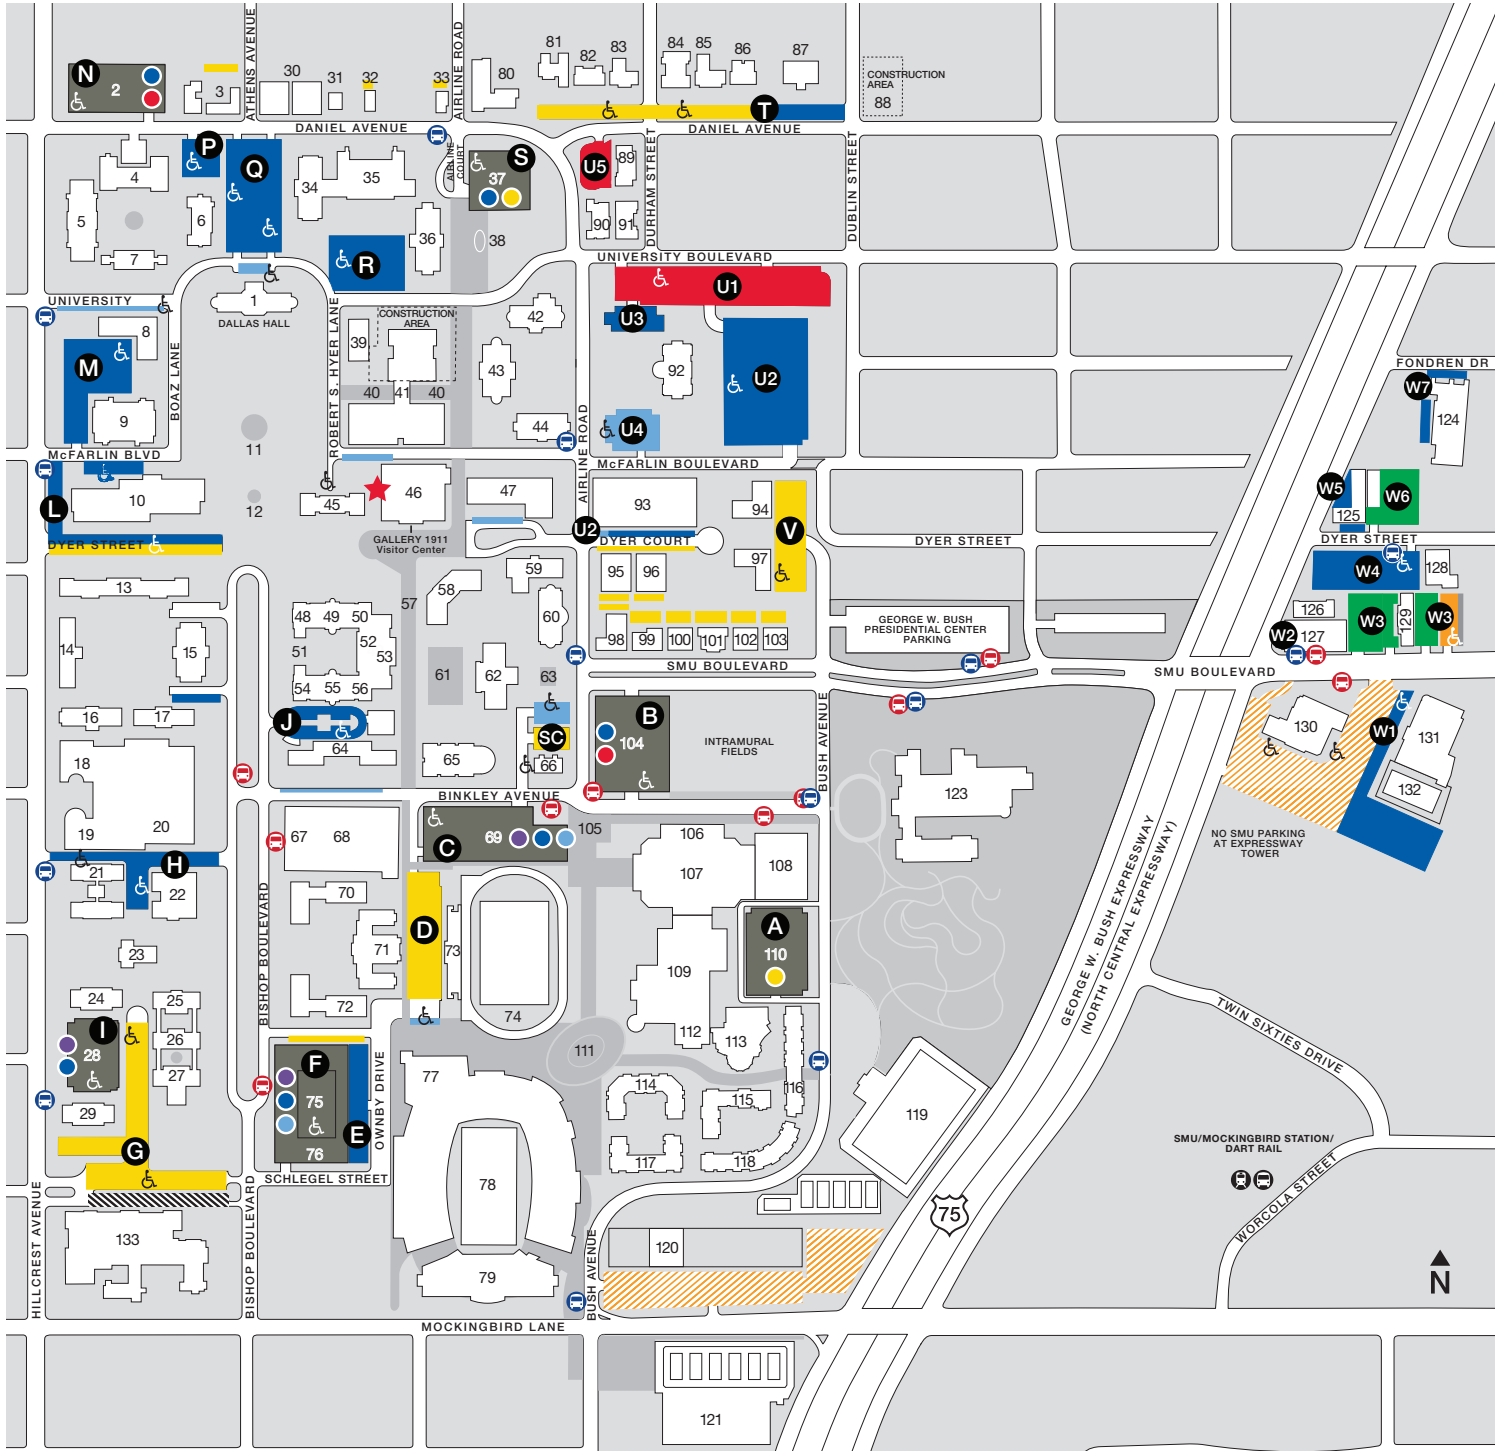 ATHENS AVENUE
AIRLINE ROAD
N
2
3
30
31
32
33
80
81
82
83
84
85
86
87
CONSTRUCTION
AREA
88
T
DANIEL AVENUE
DANIEL AVENUE
P
Q
4
5
6
7
34
35
36
R
AIRLINE
COURT
S
37
38
U5
89
90
91
DURHAM STREET
DUBLIN STREET
UNIVERSITY BOULEVARD
U1
UNIVERSITY
1
DALLAS HALL
8
M
9
BOAZ LANE
ROBERT S. HYER LANE
CONSTRUCTION
AREA
39
40
41
40
42
43
44
U3
92
U2
U4
AIRLINE ROAD
FONDREN DR
W7
124
11
12
McFARLIN BLVD
McFARLIN BOULEVARD
L
10
45
46
47
GALLERY 1911
Visitor Center
93
94
U2
V
97
DYER STREET
DYER COURT
DYER STREET
DYER STREET
W5
125
W6
W4
128
95
96
13
14
15
16
17
48
49
50
51
52
53
54
55
56
57
58
59
60
61
62
63
98
99
100
101
102
103
GEORGE W. BUSH
PRESIDENTIAL CENTER
PARKING
126
W2
127
W3
129
W3
SMU BOULEVARD
SMU BOULEVARD
J
64
65
SC
66
B
104
INTRAMURAL
FIELDS
BUSH AVENUE
130
W1
131
132
NO SMU PARKING
AT EXPRESSWAY
TOWER
18
19
20
H
21
22
BINKLEY AVENUE
67
68
C
69
105
106
107
108
123
GEORGE W. BUSH EXPRESSWAY
(NORTH CENTRAL EXPRESSWAY)
BISHOP BOULEVARD
70
71
72
D
73
74
A
110
109
112
113
23
24
25
26
27
I
28
29
F
75
76
E
OWNBY DRIVE
77
111
114
115
116
117
118
119
TWIN SIXTIES DRIVE
SMU/MOCKINGBIRD STATION/
DART RAIL
WORCOLA STREET
G
SCHLEGEL STREET
78
79
75
HILLCREST AVENUE
133
BISHOP BOULEVARD
BUSH AVENUE
120
N
MOCKINGBIRD LANE
121